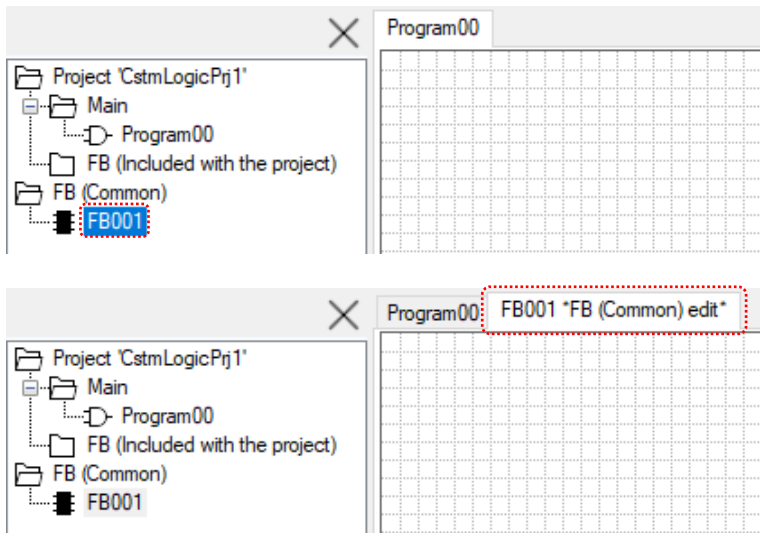 Program00
Project 'CstmLogicPrj1'
Main
Program00
FB (Included with the project)
FB (Common)
FB001
Program00
FB001 *FB (Common) edit*
Project 'CstmLogicPrj1'
Main
Program00
FB (Included with the project)
FB (Common)
FB001